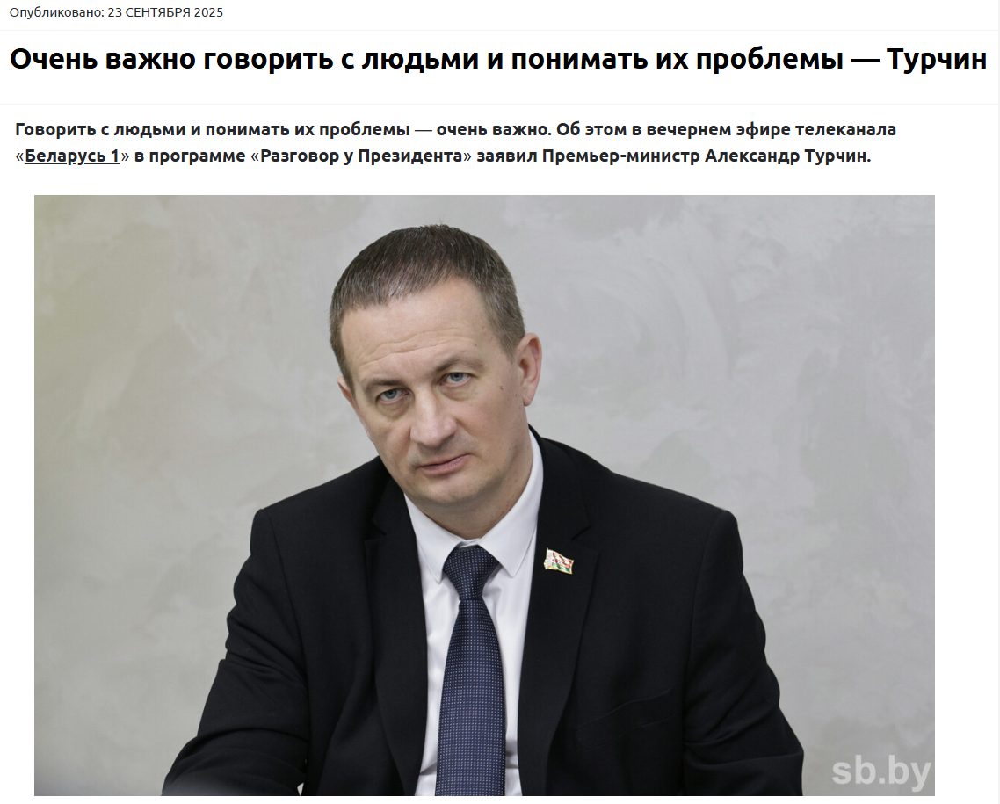 Опубликовано: 23 СЕНТЯБРЯ 2025
Очень важно говорить с людьми и понимать их проблемы — Турчин
Говорить с людьми и понимать их проблемы — очень важно. Об этом в вечернем эфире телеканала
«Беларусь 1» в программе «Разговор у Президента» заявил Премьер-министр Александр Турчин.
sb.by